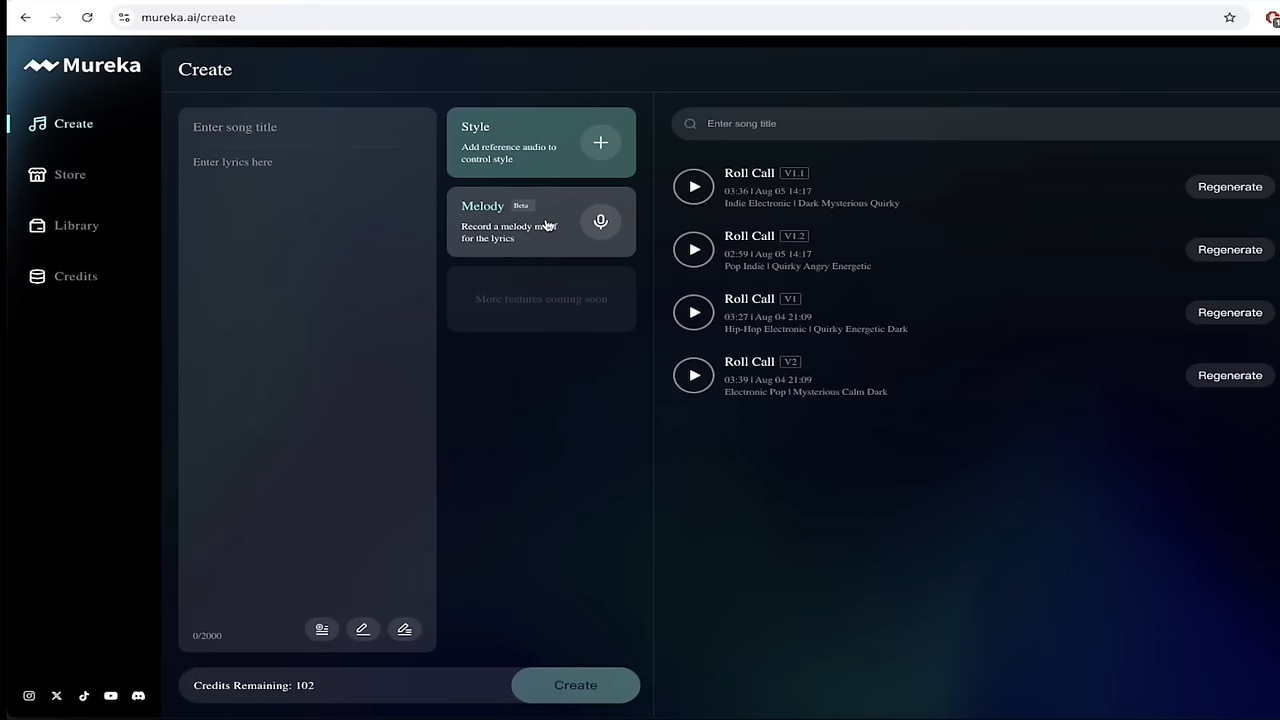 mureka.ai/create
Mureka
Create
Store
Library
Credits
Create
Enter song title
Enter lyrics here
0/2000
Style
Add reference audio to
control style
Melody Beta
Record a melody
for the lyrics
More features coming soon
Credits Remaining: 102
Create
Enter song title
Roll Call V1.1
03:36 | Aug 05 14:17
Indie Electronic | Dark Mysterious Quirky
Regenerate
Roll Call V1.2
02:59 | Aug 05 14:17
Pop Indie | Quirky Angry Energetic
Regenerate
Roll Call V1
03:27 | Aug 04 21:09
Hip-Hop Electronic | Quirky Energetic Dark
Regenerate
Roll Call V2
03:39 | Aug 04 21:09
Electronic Pop | Mysterious Calm Dark
Regenerate